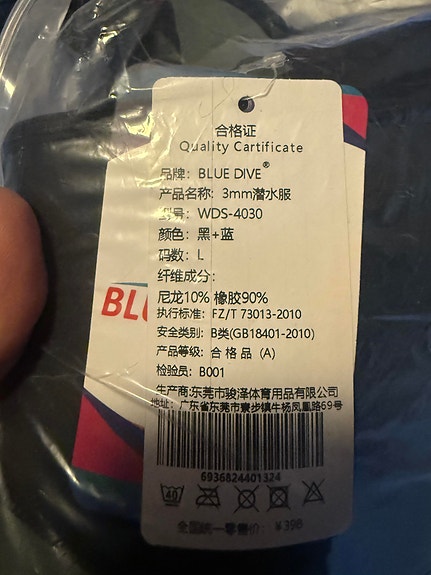 合格证
Quality Cartificate
品牌: BLUE DIVE®
产品名称: 3mm潜水服
型号: WDS-4030
颜色: 黑+蓝
码数: L
纤维成分:
尼龙10% 橡胶90%
执行标准: FZ/T 73013-2010
安全类别: B类(GB18401-2010)
产品等级: 合格品(A)
检验员: B001
生产商:东莞市骏泽体育用品有限公司
地址: 广东省东莞市寮步镇牛杨凤凰路69号
6936824401324
40
全国统一零售价: ¥398
BLU